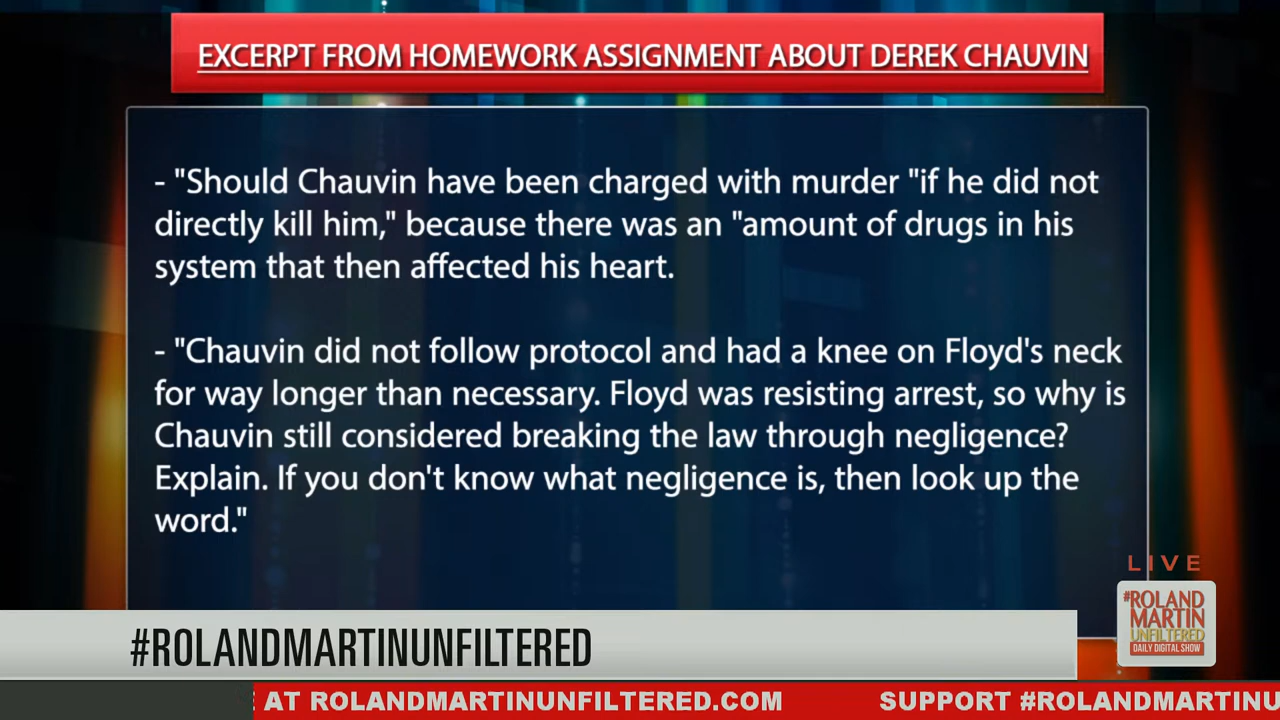 EXCERPT FROM HOMEWORK ASSIGNMENT ABOUT DEREK CHAUVIN
- "Should Chauvin have been charged with murder "if he did not
directly kill him," because there was an "amount of drugs in his
system that then affected his heart.
- "Chauvin did not follow protocol and had a knee on Floyd's neck
for way longer than necessary. Floyd was resisting arrest, so why is
Chauvin still considered breaking the law through negligence?
Explain. If you don't know what negligence is, then look up the
word."
LIVE
#ROLAND
MARTIN
UNFILTERED
DAILY DIGITAL SHOW
#ROLANDMARTINUNFILTERED
AT ROLANDMARTINUNFILTERED.COM SUPPORT #ROLANDMARTINU